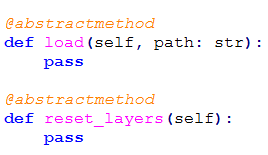 @abstractmethod
def load(self, path: str):
    pass

@abstractmethod
def reset_layers(self):
    pass